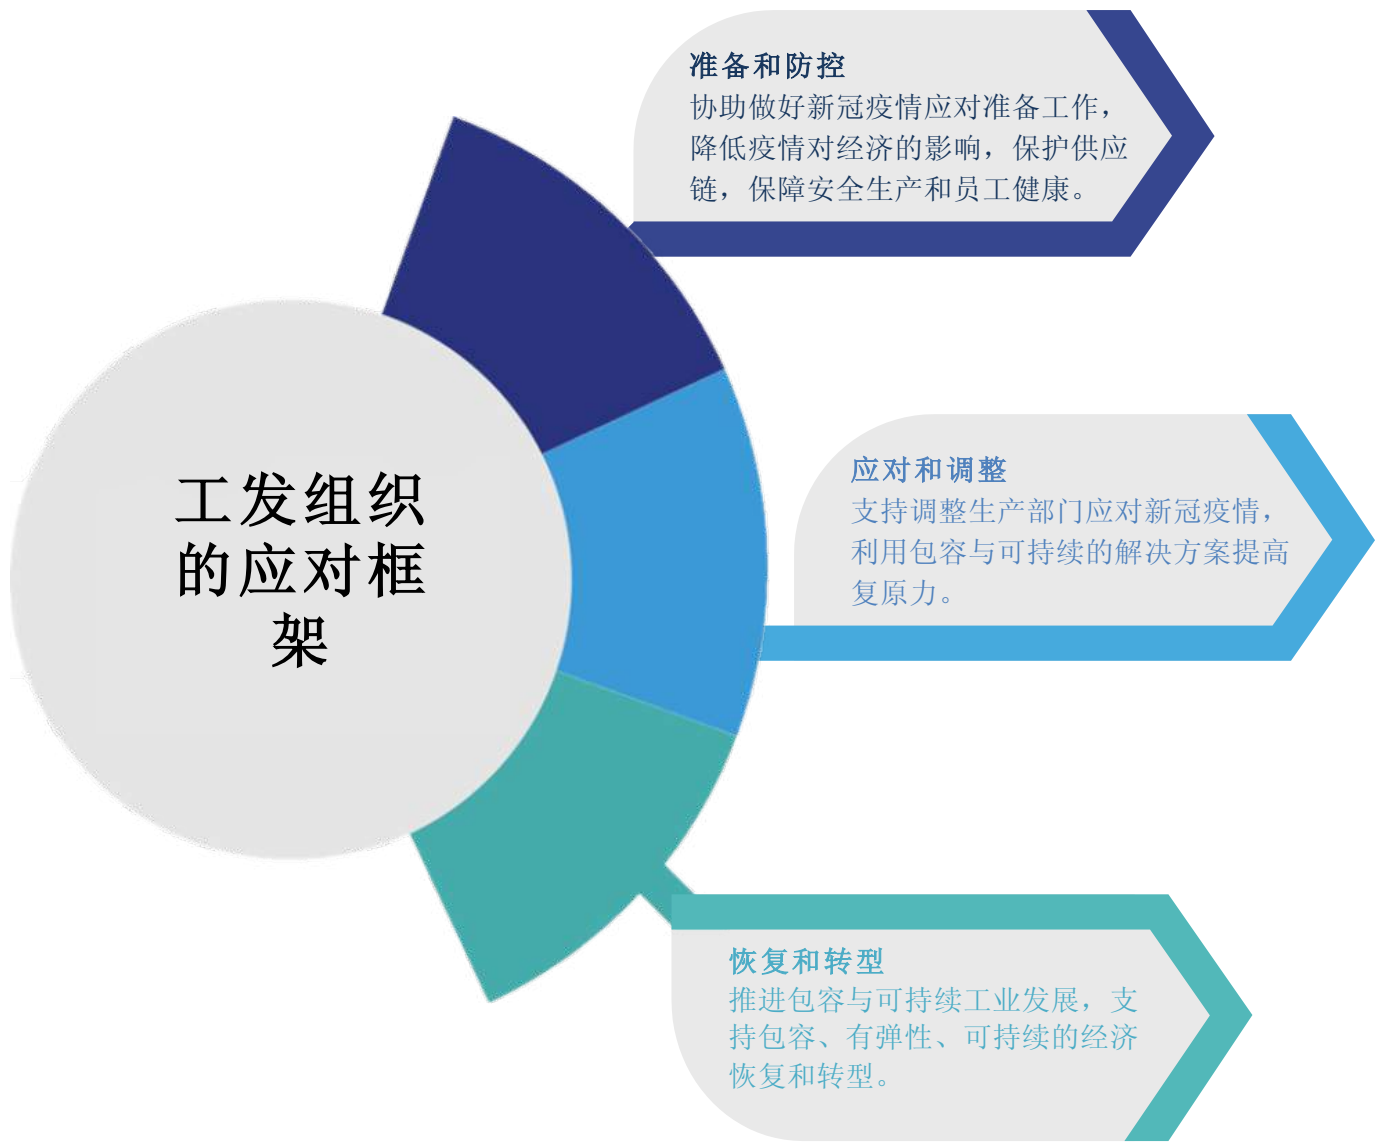 准备和防控
协助做好新冠疫情应对准备工作，
降低疫情对经济的影响，保护供应
链，保障安全生产和员工健康。
工发组织
的应对框
架
应对和调整
支持调整生产部门应对新冠疫情，
利用包容与可持续的解决方案提高
复原力。
恢复和转型
推进包容与可持续工业发展，支
持包容、有弹性、可持续的经济
恢复和转型。